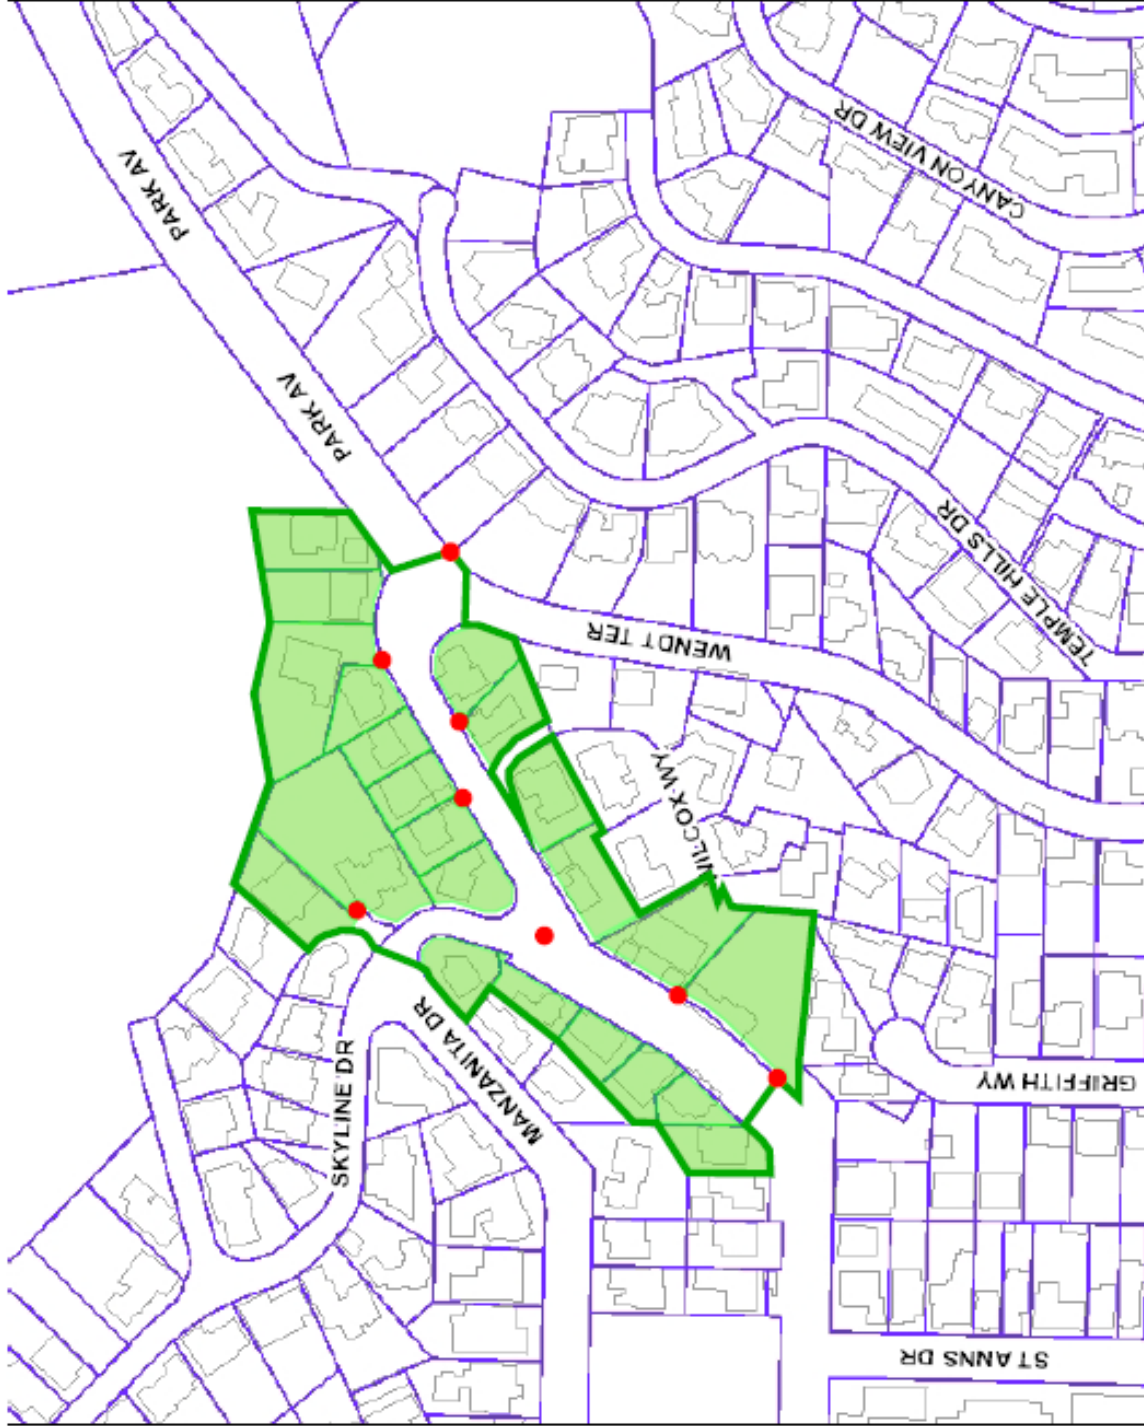 CANYON VIEW DR
PARK AV
PARK AV
TEMPLE HILLS DR
WENDT TER
WILCOX WY
MANZANITA DR
SKYLINE DR
GRIFFITH WY
ST ANNS DR